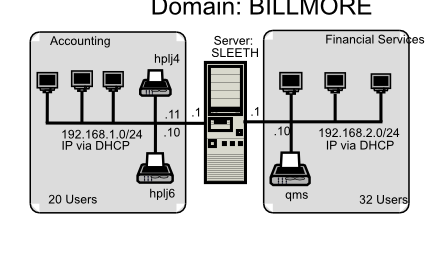 Domain: BILLMORE
Accounting
hplj4
Server:
SLEETH
Financial Services
.11
.1
.1
192.168.1.0/24
IP via DHCP
.10
.10
192.168.2.0/24
IP via DHCP
20 Users
hplj6
qms
32 Users